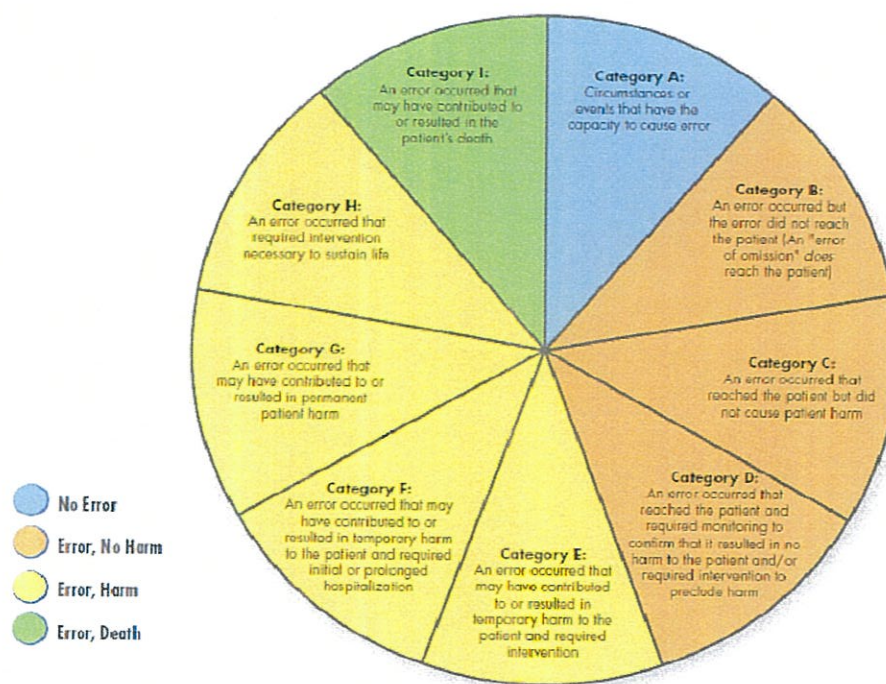 Category I:
An error occurred that
may have contributed to
or resulted in the
patient's death
Category A:
Circumstances or
events that have the
capacity to cause error
Category B:
An error occurred but
the error did not reach
the patient (An "error
of omission" does
reach the patient)
Category C:
An error occurred that
reached the patient but did
not cause patient harm
Category D:
An error occurred that
reached the patient and
required monitoring to
confirm that it resulted in no
harm to the patient and/or
required intervention to
preclude harm
Category E:
An error occurred that
may have contributed
to or resulted in
temporary harm to the
patient and required
intervention
Category F:
An error occurred that may
have contributed to or
resulted in temporary harm
to the patient and required
initial or prolonged
hospitalization
Category G:
An error occurred that
may have contributed to or
resulted in permanent
patient harm
Category H:
An error occurred that
required intervention
necessary to sustain life
No Error
Error, No Harm
Error, Harm
Error, Death